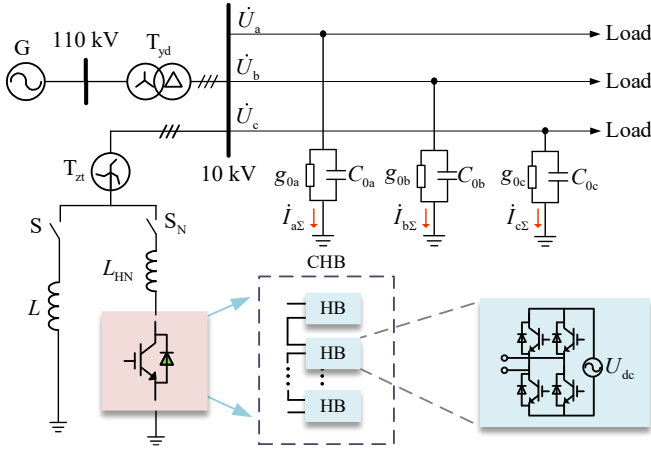 G
110 kV
T_yd
U̇_a
U̇_b
U̇_c
Load
Load
Load
10 kV
T_zt
g_0a
C_0a
g_0b
C_0b
g_0c
C_0c
İ_aΣ
İ_bΣ
İ_cΣ
S
S_N
L
L_HN
CHB
HB
HB
HB
U_dc